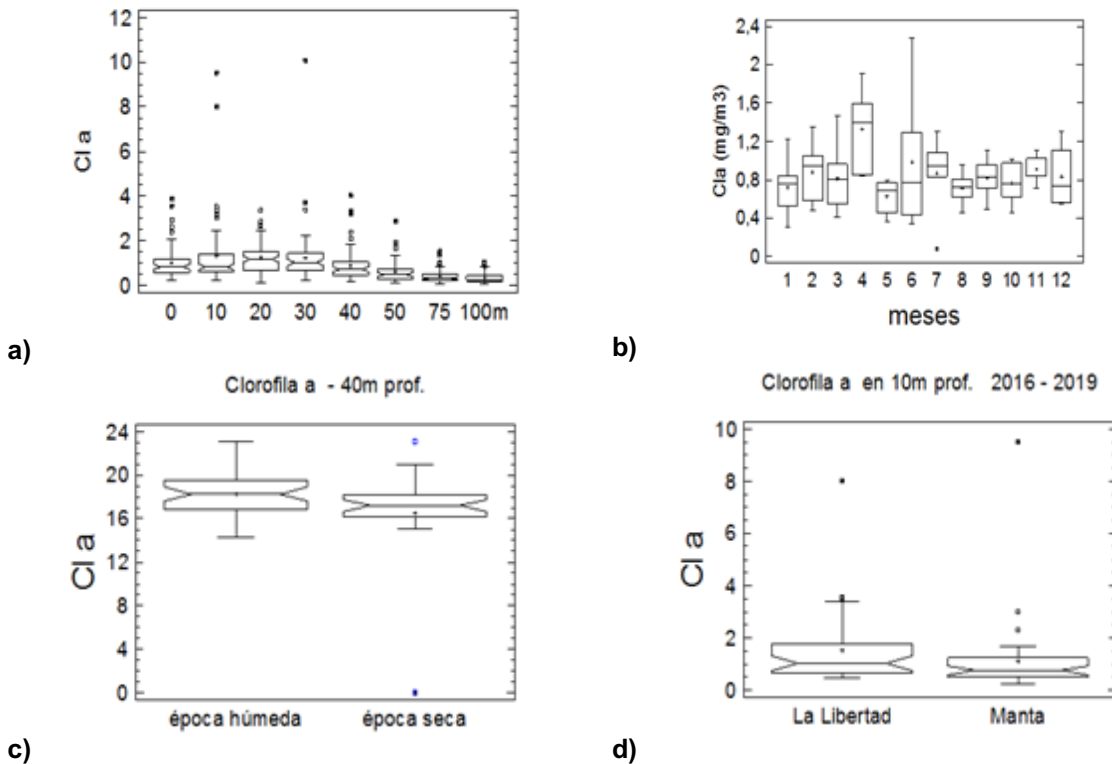 12
10
8
6
4
2
0
Cl a
0 10 20 30 40 50 75 100m
a)
2,4
2
1,6
1,2
0,8
0,4
0
Cla (mg/m3)
1 2 3 4 5 6 7 8 9 10 11 12
meses
b)
Clorofila a - 40m prof.
24
20
16
12
8
4
0
Cl a
época húmeda época seca
c)
Clorofila a en 10m prof. 2016 - 2019
10
8
6
4
2
0
Cl a
La Libertad Manta
d)